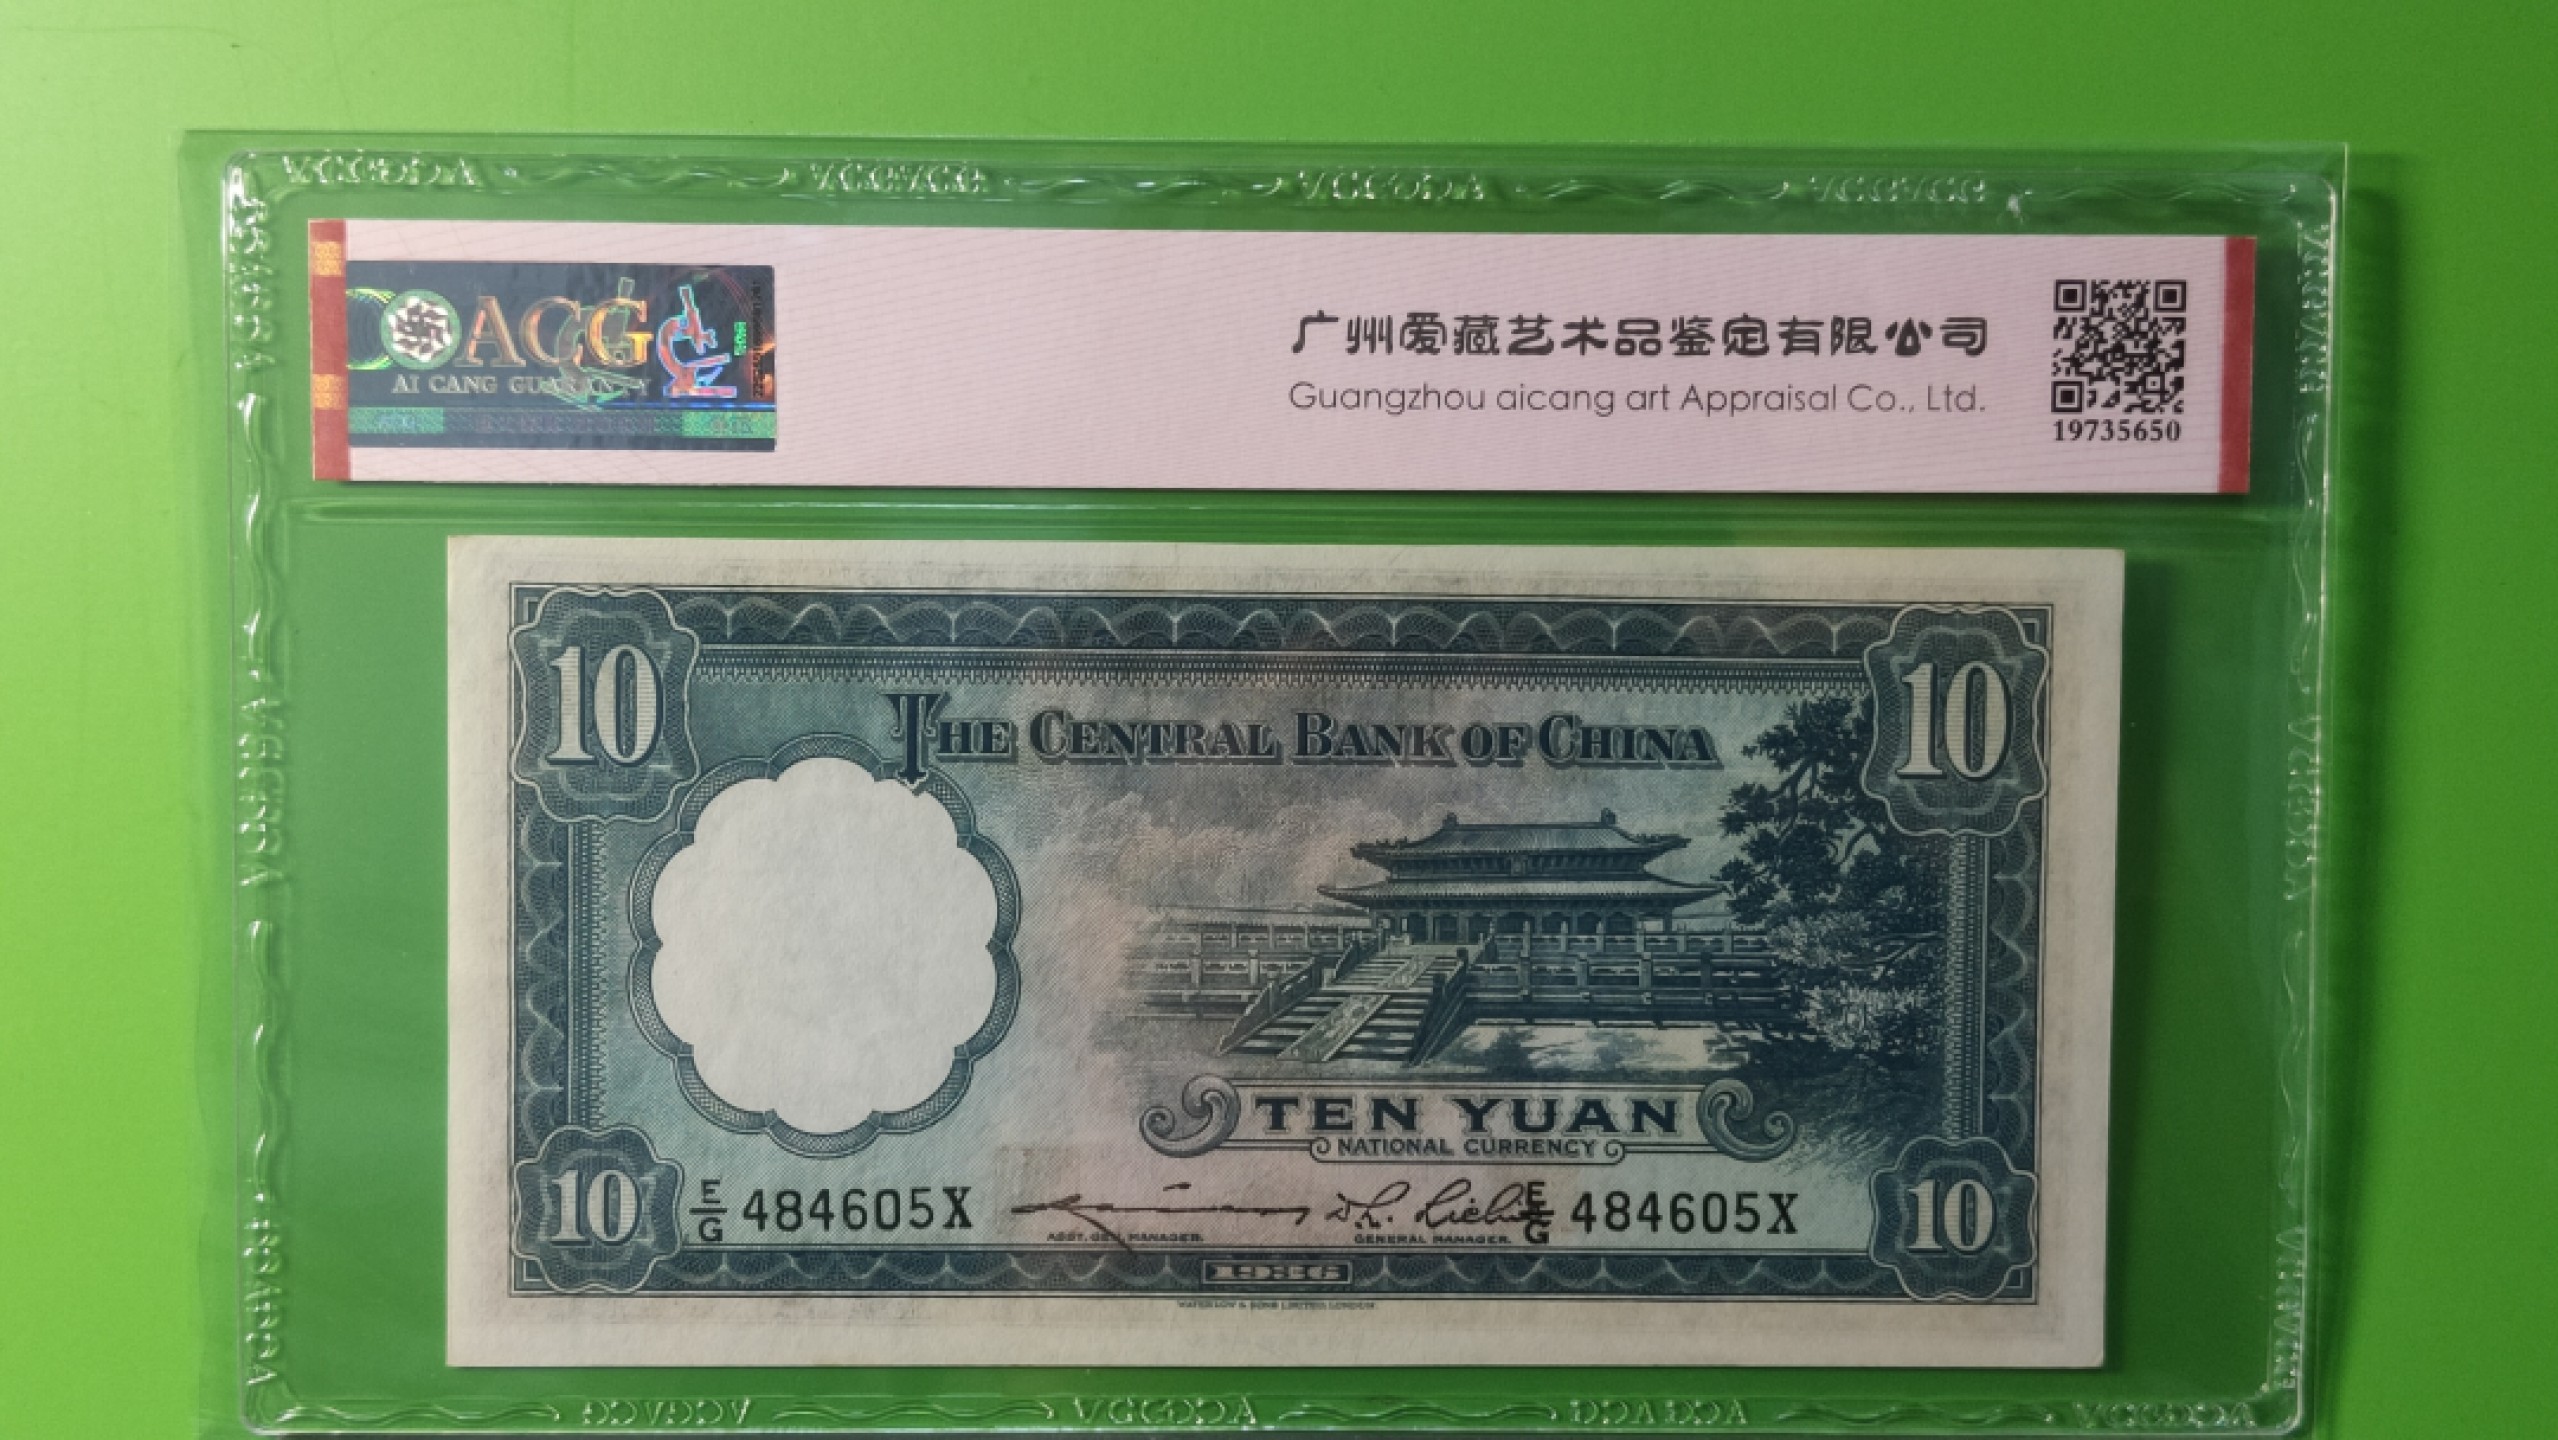 ACG
AI CANG GUARANTY
广州爱藏艺术品鉴定有限公司
Guangzhou aicang art Appraisal Co., Ltd.
19735650
10
10
THE CENTRAL BANK OF CHINA
TEN YUAN
NATIONAL CURRENCY
10
E/G 484605X
E/G 484605X
10
ASST. GEN. MANAGER.
GENERAL MANAGER.
1936
WATERLOW & SONS LIMITED, LONDON.